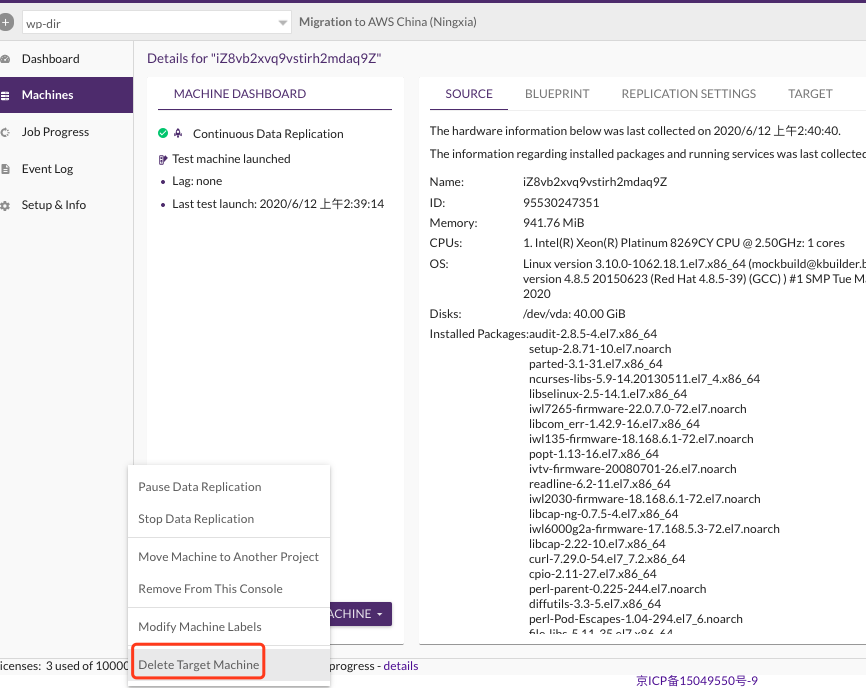 wp-dir
Migration to AWS China (Ningxia)
Dashboard
Machines
Job Progress
Event Log
Setup & Info
Details for "iZ8vb2xvq9vstirh2mdaq9Z"
MACHINE DASHBOARD
Continuous Data Replication
Test machine launched
• Lag: none
• Last test launch: 2020/6/12 上午2:39:14
SOURCE BLUEPRINT REPLICATION SETTINGS TARGET
The hardware information below was last collected on 2020/6/12 上午2:40:40.
The information regarding installed packages and running services was last collected
Name: iZ8vb2xvq9vstirh2mdaq9Z
ID: 95530247351
Memory: 941.76 MiB
CPUs: 1. Intel(R) Xeon(R) Platinum 8269CY CPU @ 2.50GHz: 1 cores
OS: Linux version 3.10.0-1062.18.1.el7.x86_64 (mockbuild@kbuilder.b
version 4.8.5 20150623 (Red Hat 4.8.5-39) (GCC) ) #1 SMP Tue M
2020
Disks: /dev/vda: 40.00 GiB
Installed Packages:audit-2.8.5-4.el7.x86_64
setup-2.8.71-10.el7.noarch
parted-3.1-31.el7.x86_64
ncurses-libs-5.9-14.20130511.el7_4.x86_64
libselinux-2.5-14.1.el7.x86_64
iwl7265-firmware-22.0.7.0-72.el7.noarch
libcom_err-1.42.9-16.el7.x86_64
iwl135-firmware-18.168.6.1-72.el7.noarch
popt-1.13-16.el7.x86_64
ivtv-firmware-20080701-26.el7.noarch
readline-6.2-11.el7.x86_64
iwl2030-firmware-18.168.6.1-72.el7.noarch
libcap-ng-0.7.5-4.el7.x86_64
iwl6000g2a-firmware-17.168.5.3-72.el7.noarch
libcap-2.22-10.el7.x86_64
curl-7.29.0-54.el7_7.2.x86_64
cpio-2.11-27.el7.x86_64
perl-parent-0.225-244.el7.noarch
diffutils-3.3-5.el7.x86_64
perl-Pod-Escapes-1.04-294.el7_6.noarch
file-libs-5.11-35.el7.x86_64
Pause Data Replication
Stop Data Replication
Move Machine to Another Project
Remove From This Console
Modify Machine Labels
Delete Target Machine
ACHINE
icenses: 3 used of 10000
progress - details
京ICP备15049550号-9